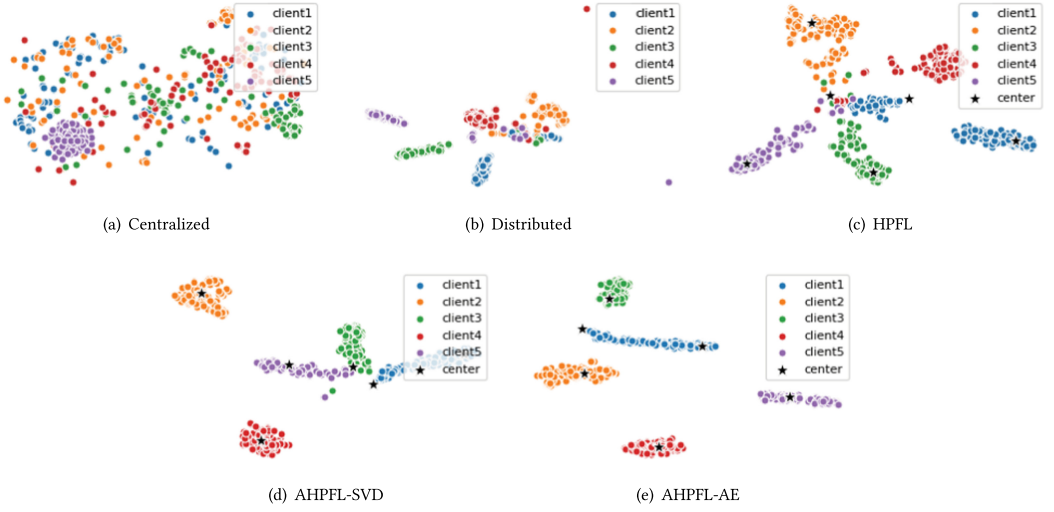 client1
client2
client3
client4
client5
(a) Centralized
client1
client2
client3
client4
client5
(b) Distributed
client1
client2
client3
client4
client5
center
(c) HPFL
client1
client2
client3
client4
client5
center
(d) AHPFL-SVD
client1
client2
client3
client4
client5
center
(e) AHPFL-AE